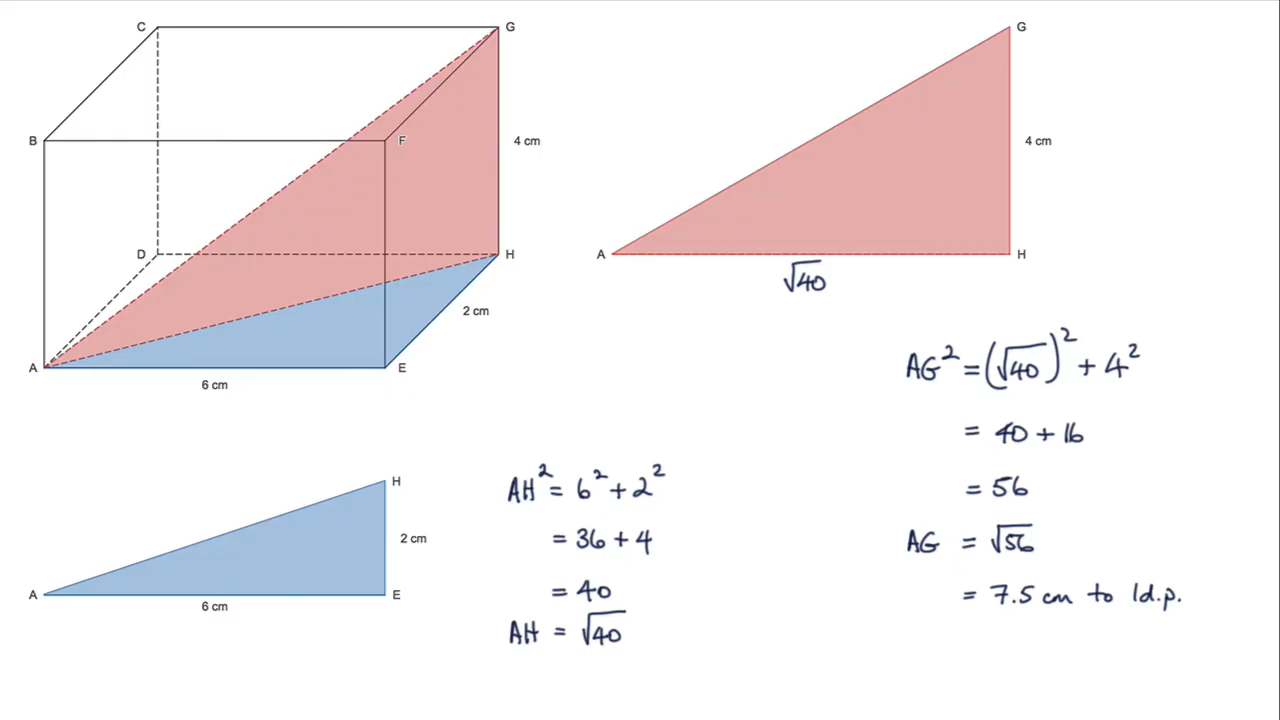 C
G
B
F
4 cm
D
H
2 cm
A
E
6 cm
G
4 cm
A
H
√40
AG² = (√40)² + 4²
= 40 + 16
= 56
AG = √56
= 7.5 cm to 1d.p.
H
2 cm
A
E
6 cm
AH² = 6² + 2²
= 36 + 4
= 40
AH = √40